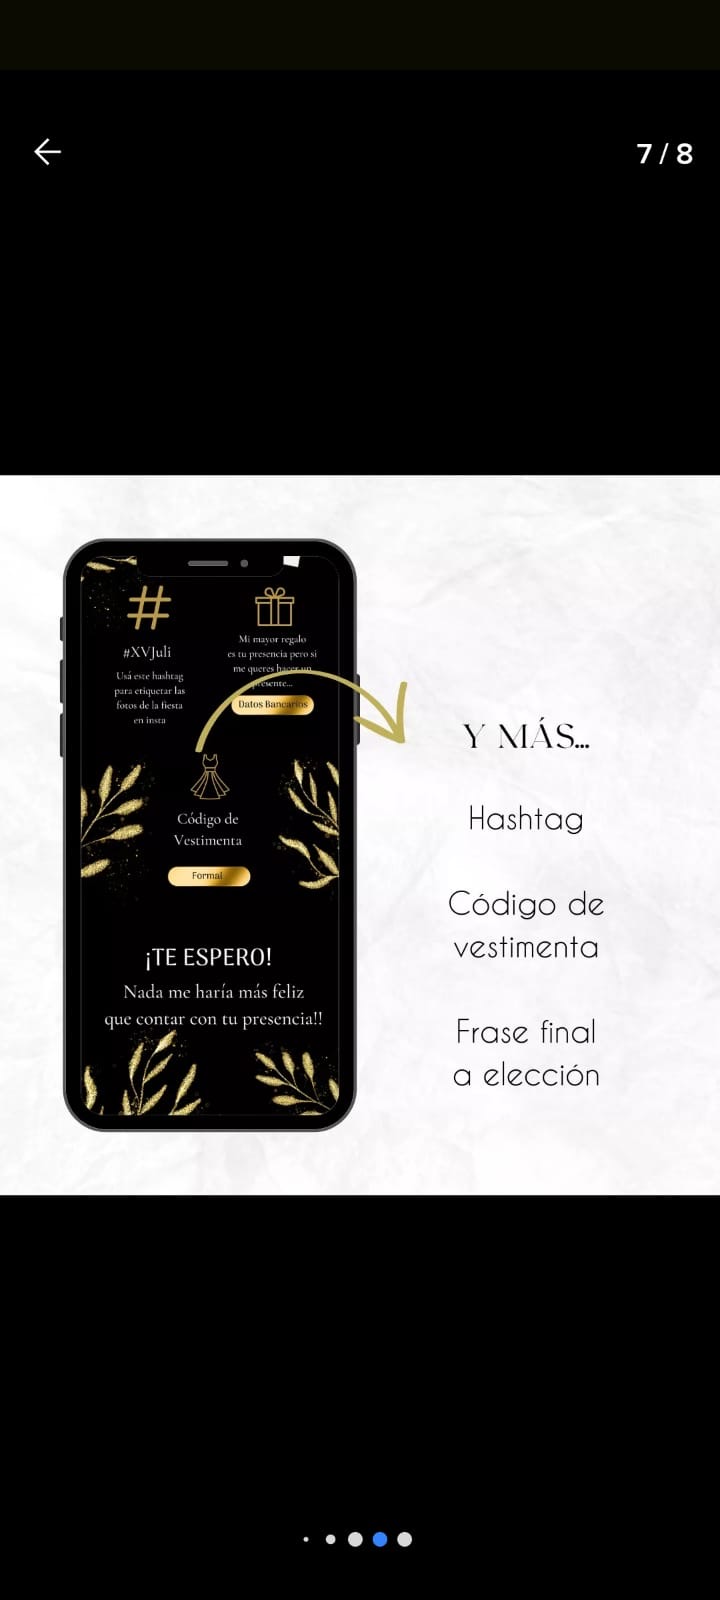 7 / 8
#
#XVJuli
Usá este hashtag
para etiquetar las
fotos de la fiesta
en insta
Mi mayor regalo
es tu presencia pero si
me queres hacer un
presente...
Datos Bancarios
Código de
Vestimenta
Formal
¡TE ESPERO!
Nada me haría más feliz
que contar con tu presencia!!
Y MÁS...
Hashtag
Código de
vestimenta
Frase final
a elección